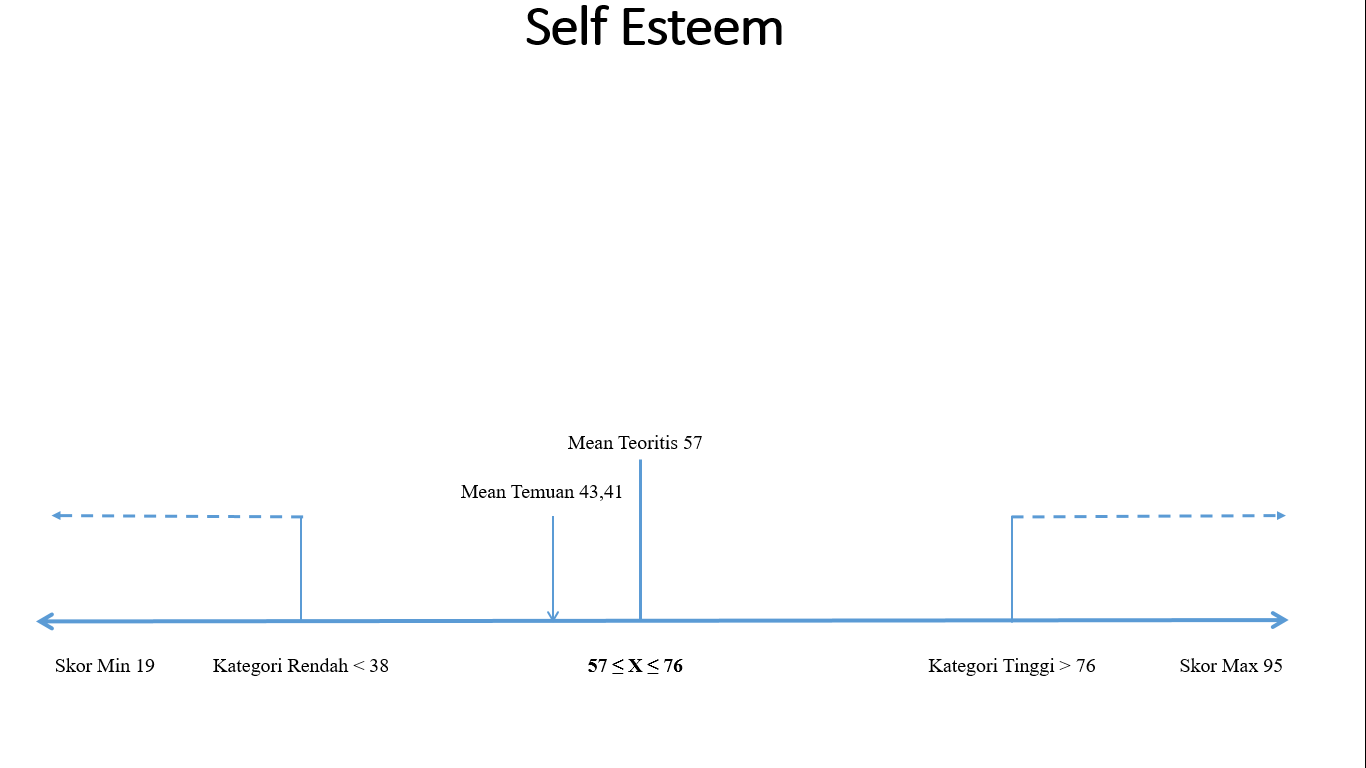 Self Esteem
Mean Teoritis 57
Mean Temuan 43,41
Skor Min 19
Kategori Rendah < 38
57 ≤ X ≤ 76
Kategori Tinggi > 76
Skor Max 95